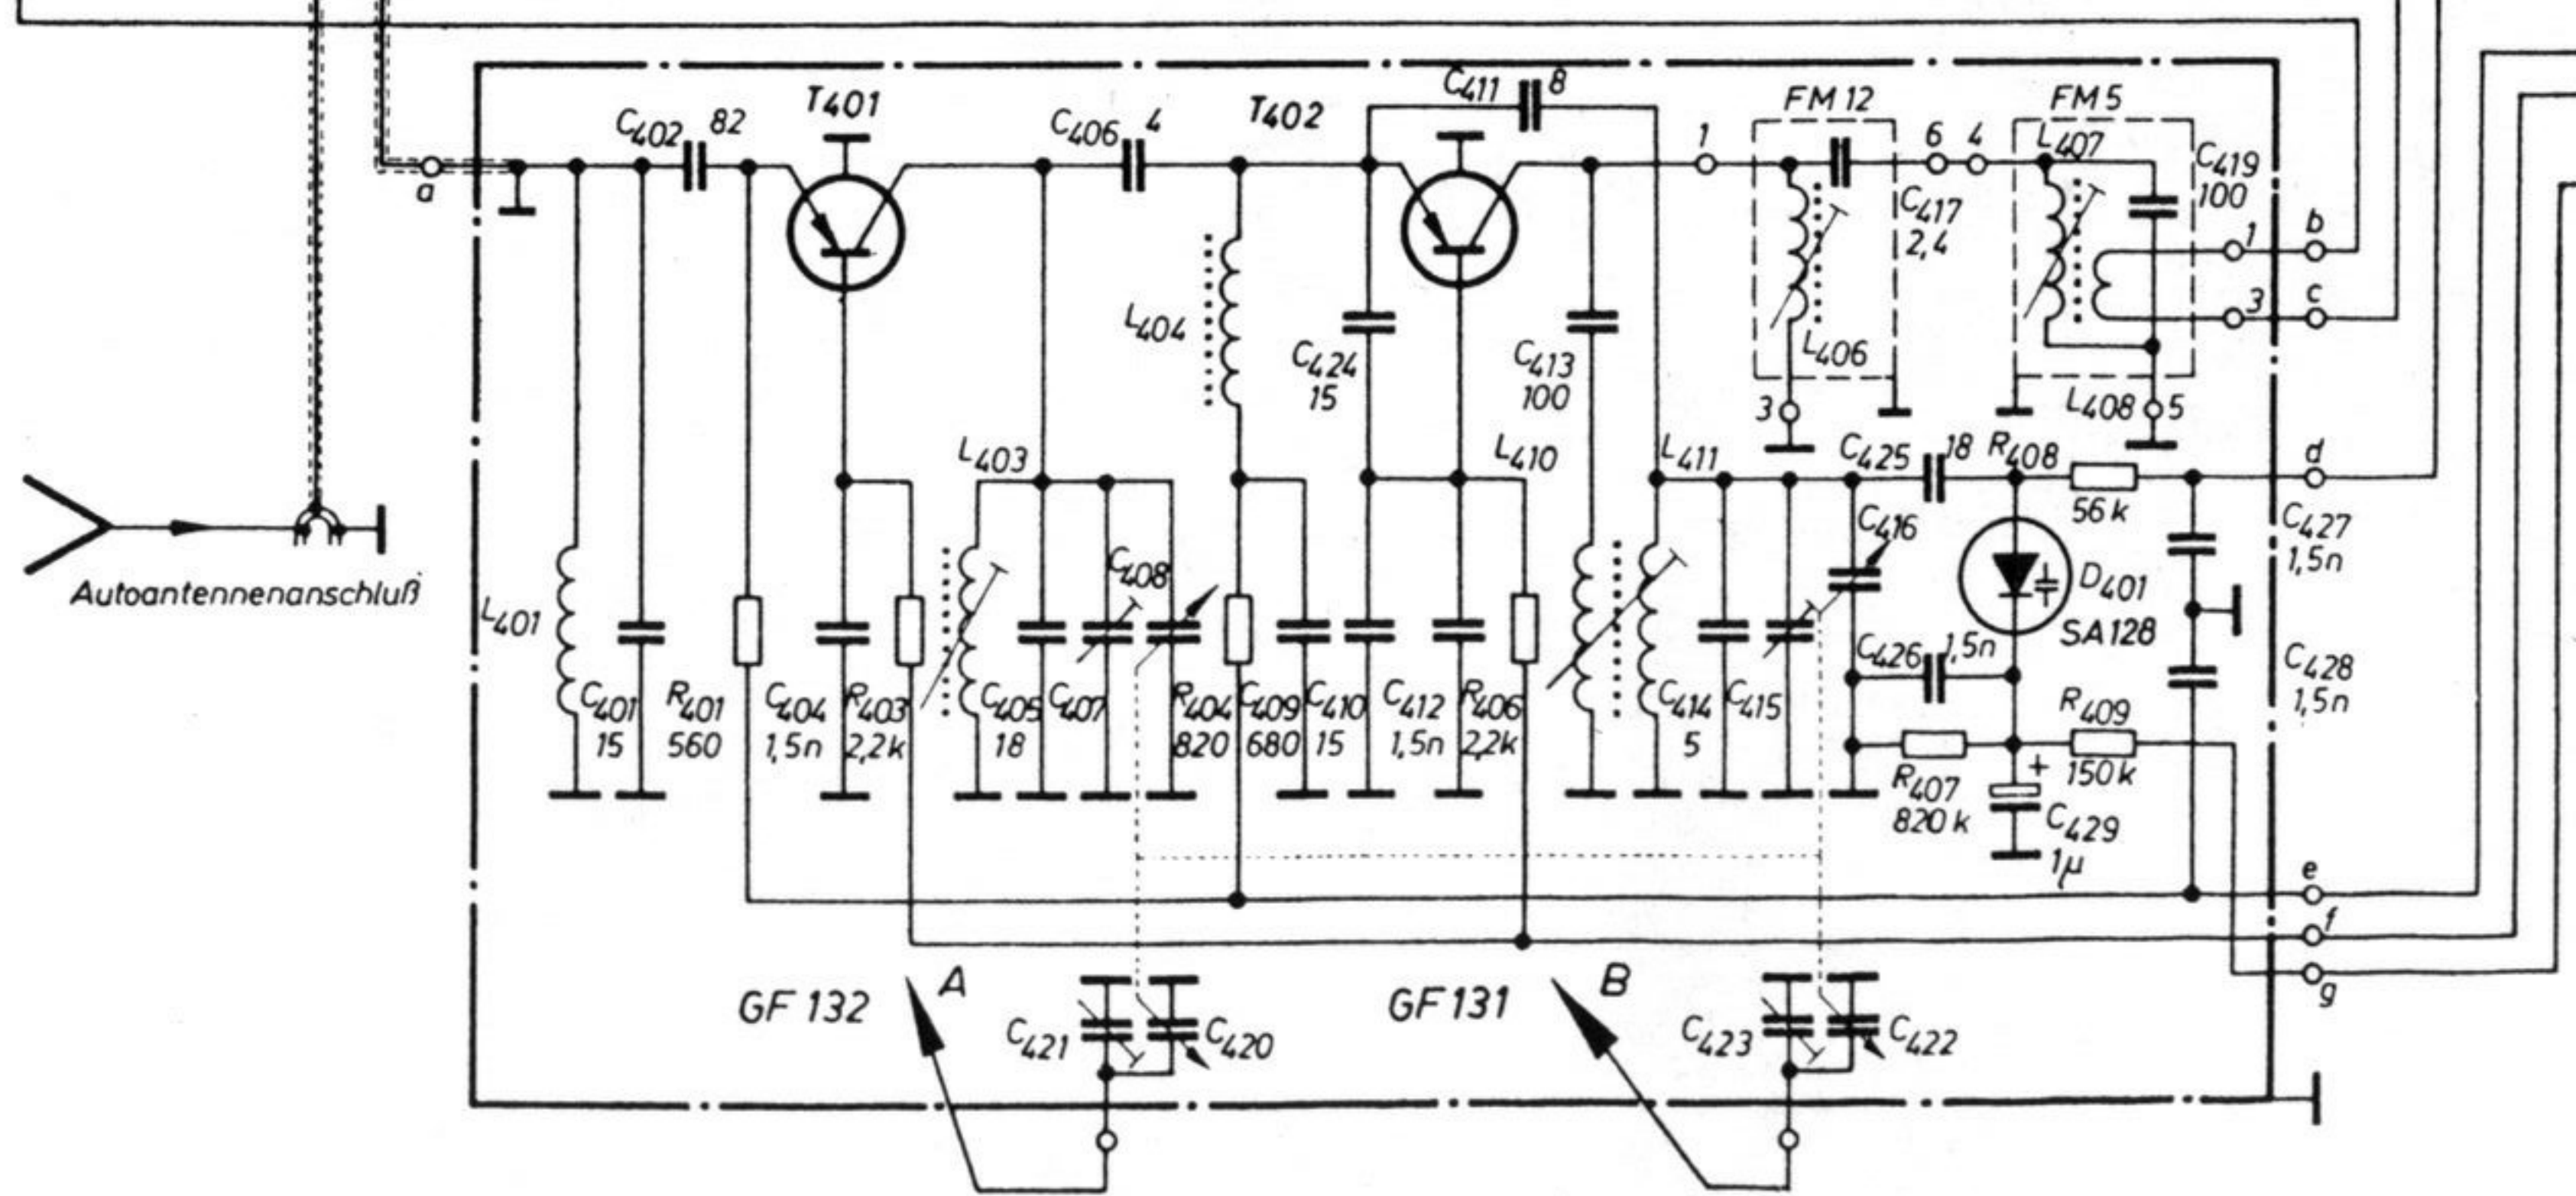 C411 8
FM 12
FM 5
T401
T402
C402 82
C406 4
1
6
4
L407
C419
100
a
C417
2,4
1
b
L404
3
c
C424
15
C413
100
L406
3
L408
5
L403
L410
L411
C425
18
R408
d
56 k
C416
C427
1,5n
Autoantennenanschluß
C408
L401
D401
SA 128
C426
1,5n
C428
1,5n
C401
15
R401
560
C404
1,5n
R403
2,2k
C405
18
C407
R404
820
C409
680
C410
15
C412
1,5n
R406
2,2k
C414
5
C415
R409
150 k
R407
820 k
+
C429
1µ
e
f
g
GF 132
A
C421
C420
GF 131
B
C423
C422